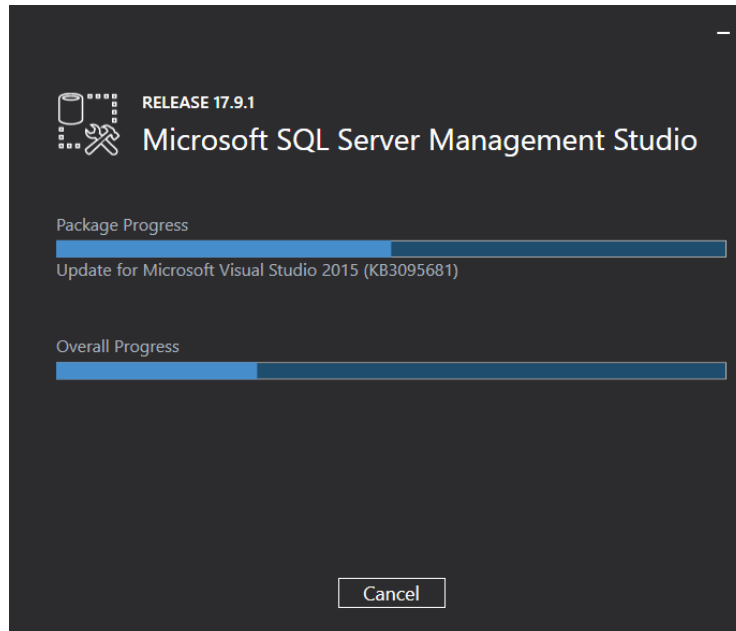 RELEASE 17.9.1
Microsoft SQL Server Management Studio
Package Progress
Update for Microsoft Visual Studio 2015 (KB3095681)
Overall Progress
Cancel